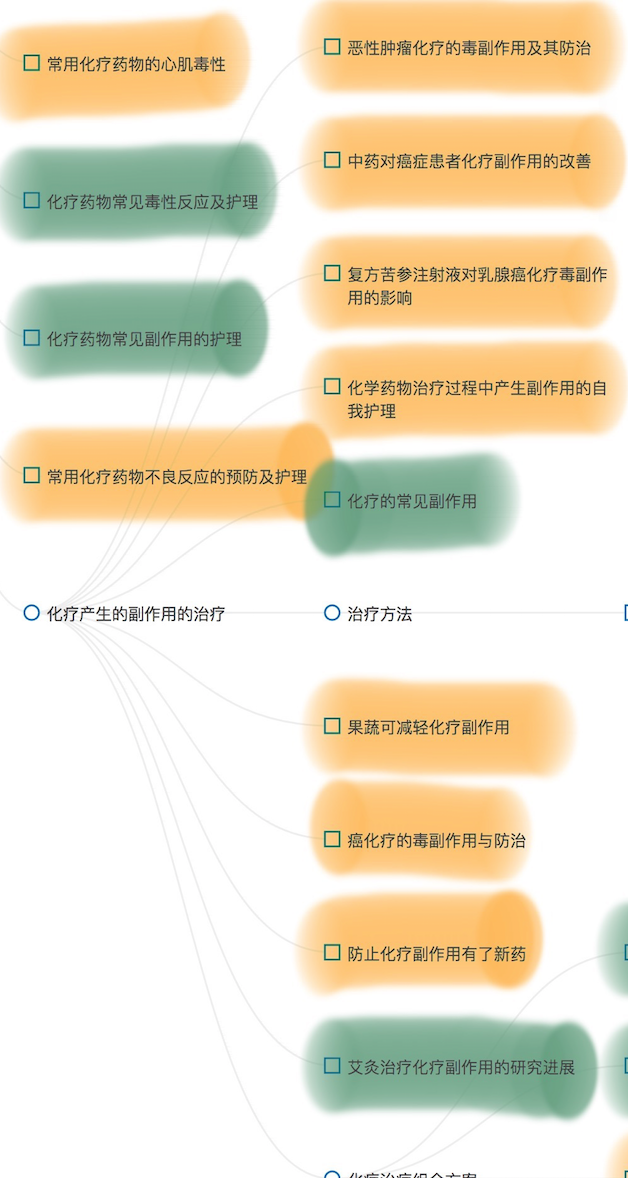 常用化疗药物的心肌毒性
化疗药物常见毒性反应及护理
化疗药物常见副作用的护理
常用化疗药物不良反应的预防及护理
化疗产生的副作用的治疗
恶性肿瘤化疗的毒副作用及其防治
中药对癌症患者化疗副作用的改善
复方苦参注射液对乳腺癌化疗毒副作
用的影响
化学药物治疗过程中产生副作用的自
我护理
化疗的常见副作用
治疗方法
果蔬可减轻化疗副作用
癌化疗的毒副作用与防治
防止化疗副作用有了新药
艾灸治疗化疗副作用的研究进展